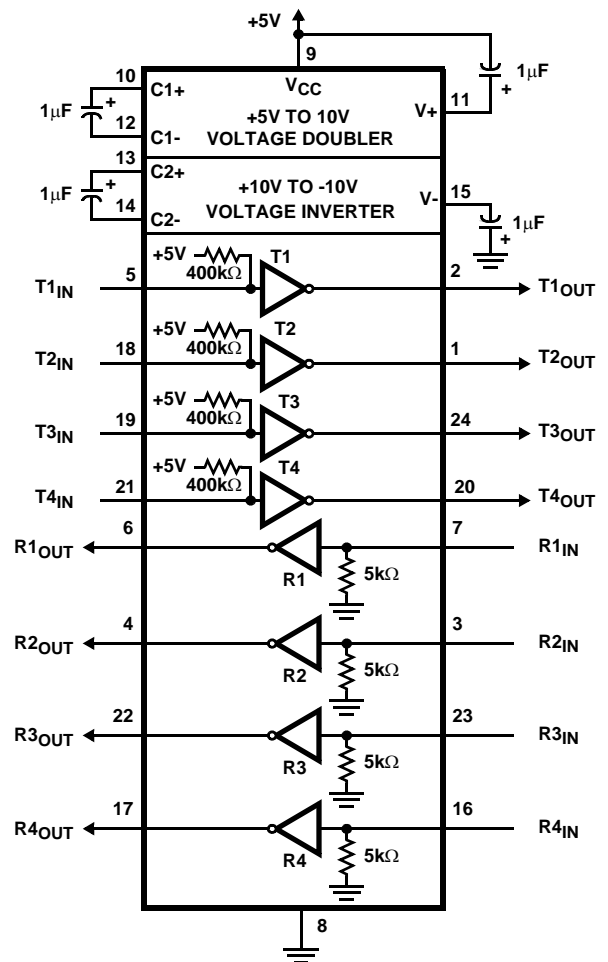 +5V
9
10
1μF
+
12
C1+
C1-
VCC
+5V TO 10V
VOLTAGE DOUBLER
V+
11
1μF
+
13
1μF
+
14
C2+
C2-
+10V TO -10V
VOLTAGE INVERTER
V-
15
1μF
+
T1IN
5
+5V
400kΩ
T1
2
T1OUT
T2IN
18
+5V
400kΩ
T2
1
T2OUT
T3IN
19
+5V
400kΩ
T3
24
T3OUT
T4IN
21
+5V
400kΩ
T4
20
T4OUT
R1OUT
6
R1
5kΩ
7
R1IN
R2OUT
4
R2
5kΩ
3
R2IN
R3OUT
22
R3
5kΩ
23
R3IN
R4OUT
17
R4
5kΩ
16
R4IN
8